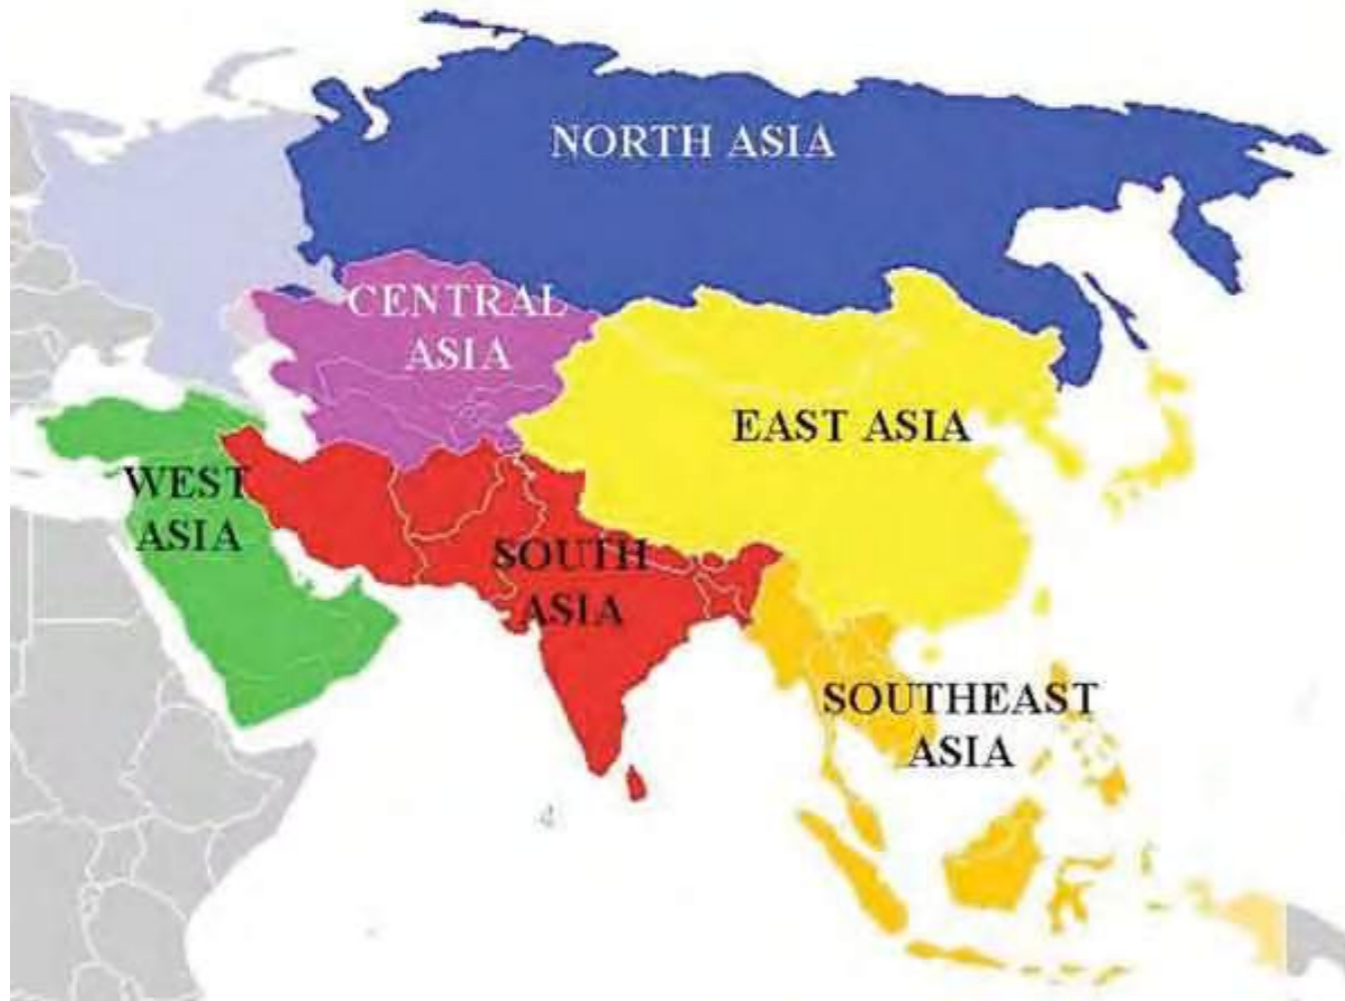 NORTH ASIA
CENTRAL
ASIA
EAST ASIA
WEST
ASIA
SOUTH
ASIA
SOUTHEAST
ASIA